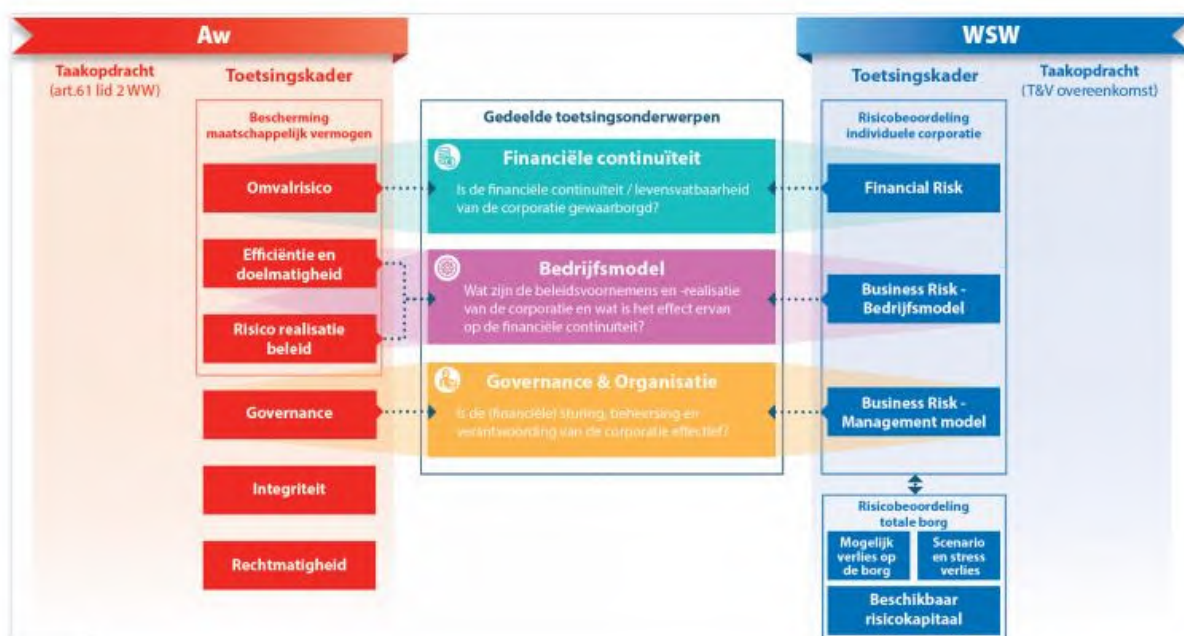 Aw
WSW
Taakopdracht
(art.61 lid 2 WW)
Toetsingskader
Bescherming
maatschappelijk vermogen
Omvalrisico
Efficiëntie en
doelmatigheid
Risico realisatie
beleid
Governance
Integriteit
Rechtmatigheid
Gedeelde toetsingsonderwerpen
Financiële continuïteit
Is de financiële continuïteit / levensvatbaarheid
van de corporatie gewaarborgd?
Bedrijfsmodel
Wat zijn de beleidsvoornemens en -realisatie
van de corporatie en wat is het effect ervan
op de financiële continuïteit?
Governance & Organisatie
Is de (financiële) sturing, beheersing en
verantwoording van de corporatie effectief?
Toetsingskader
Risicobeoordeling
individuele corporatie
Financial Risk
Business Risk -
Bedrijfsmodel
Business Risk -
Management model
Risicobeoordeling
totale borg
Mogelijk
verlies op
de borg
Scenario
en stress
verlies
Beschikbaar
risicokapitaal
Taakopdracht
(T&V overeenkomst)